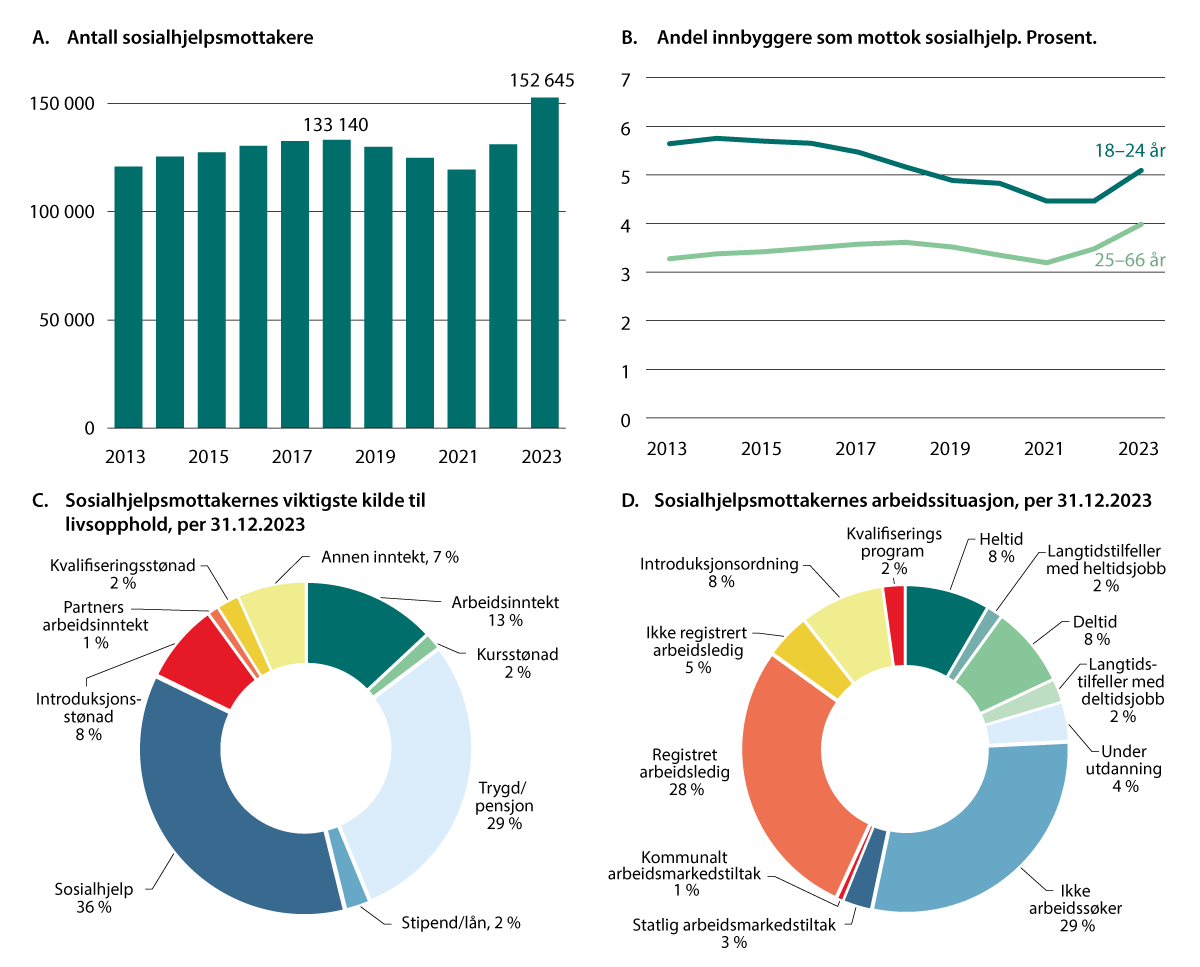 A. Antall sosialhjelpsmottakere
152 645
150 000
133 140
100 000
50 000
0
2013 2015 2017 2019 2021 2023
B. Andel innbyggere som mottok sosialhjelp. Prosent.
7
6
18–24 år
5
4
25–66 år
3
2
1
0
2013 2015 2017 2019 2021 2023
C. Sosialhjelpsmottakernes viktigste kilde til
livsopphold, per 31.12.2023
Annen inntekt, 7 %
Arbeidsinntekt
13 %
Kursstønad
2 %
Trygd/
pensjon
29 %
Stipend/lån, 2 %
Sosialhjelp
36 %
Introduksjons-
stønad
8 %
Partners
arbeidsinntekt
1 %
Kvalifiseringsstønad
2 %
D. Sosialhjelpsmottakernes arbeidssituasjon, per 31.12.2023
Kvalifiserings
program
2 %
Heltid
8 %
Langtidstilfeller
med heltidsjobb
2 %
Deltid
8 %
Langtids-
tilfeller med
deltidsjobb
2 %
Under
utdanning
4 %
Ikke
arbeidssøker
29 %
Statlig arbeidsmarkedstiltak
3 %
Kommunalt
arbeidsmarkedstiltak
1 %
Registret
arbeidsledig
28 %
Ikke registrert
arbeidsledig
5 %
Introduksjonsordning
8 %